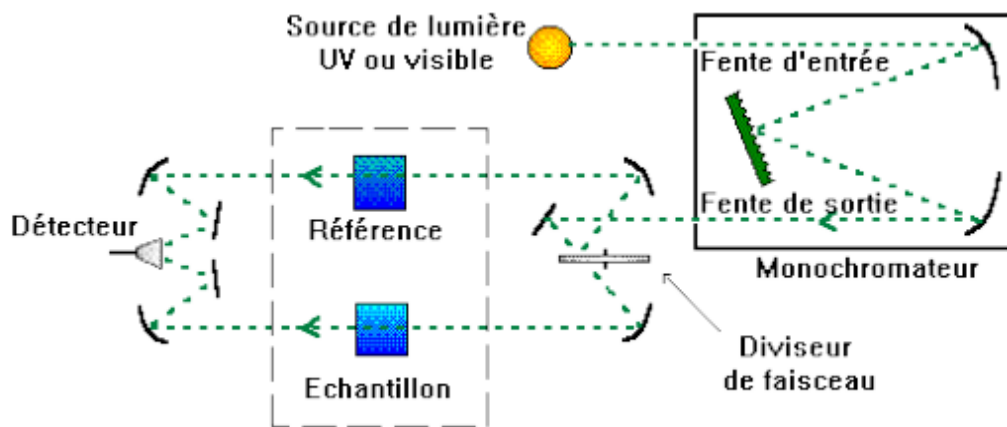 Source de lumière
UV ou visible
Fente d'entrée
Fente de sortie
Monochromateur
Référence
Détecteur
Echantillon
Diviseur
de faisceau